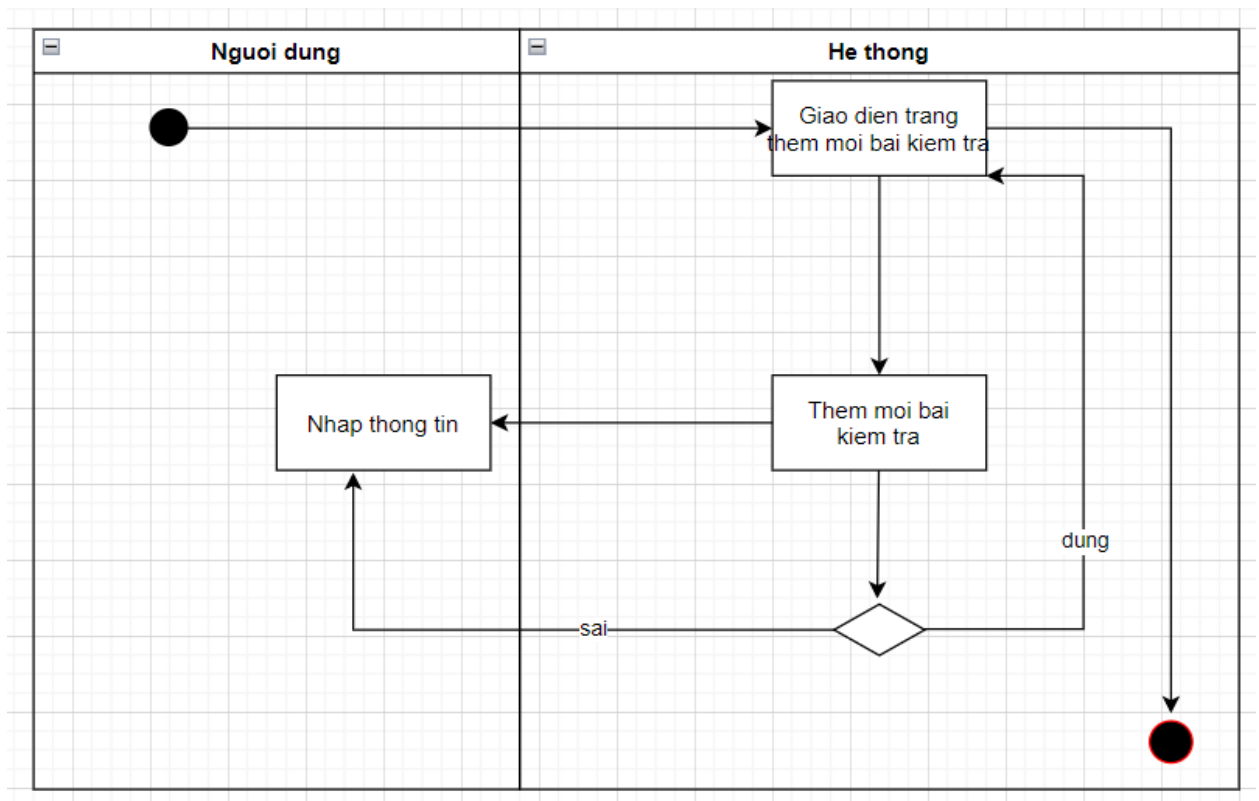 Nguoi dung
He thong
Giao dien trang
them moi bai kiem tra
Nhap thong tin
Them moi bai
kiem tra
dung
sai